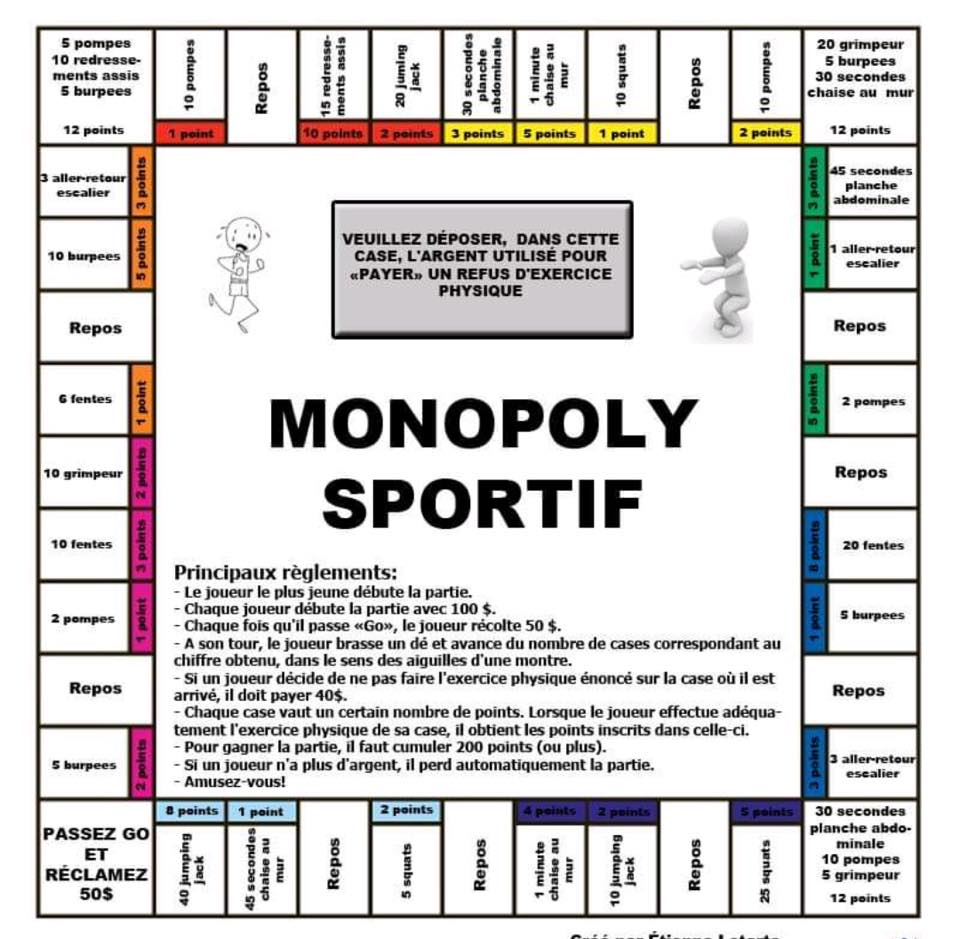 5 pompes
10 redresse-
ments assis
5 burpees
12 points
10 pompes
1 point
Repos
15 redresse-
ments assis
10 points
20 juming
jack
2 points
30 secondes
planche
abdominale
3 points
1 minute
chaise au
mur
5 points
10 squats
1 point
Repos
10 pompes
2 points
20 grimpeur
5 burpees
30 secondes
chaise au mur
12 points
3 aller-retour
escalier
3 points
10 burpees
5 points
Repos
6 fentes
1 point
10 grimpeur
2 points
10 fentes
3 points
2 pompes
1 point
Repos
5 burpees
2 points
VEUILLEZ DÉPOSER, DANS CETTE
CASE, L'ARGENT UTILISÉ POUR
«PAYER» UN REFUS D'EXERCICE
PHYSIQUE
MONOPOLY
SPORTIF
Principaux règlements:
- Le joueur le plus jeune débute la partie.
- Chaque joueur débute la partie avec 100 $.
- Chaque fois qu'il passe «Go», le joueur récolte 50 $.
- A son tour, le joueur brasse un dé et avance du nombre de cases correspondant au
chiffre obtenu, dans le sens des aiguilles d'une montre.
- Si un joueur décide de ne pas faire l'exercice physique énoncé sur la case où il est
arrivé, il doit payer 40$.
- Chaque case vaut un certain nombre de points. Lorsque le joueur effectue adéqua-
tement l'exercice physique de sa case, il obtient les points inscrits dans celle-ci.
- Pour gagner la partie, il faut cumuler 200 points (ou plus).
- Si un joueur n'a plus d'argent, il perd automatiquement la partie.
- Amusez-vous!
3 points
45 secondes
planche
abdominale
1 point
1 aller-retour
escalier
Repos
5 points
2 pompes
Repos
8 points
20 fentes
1 point
5 burpees
Repos
3 points
3 aller-retour
escalier
PASSEZ GO
ET
RÉCLAMEZ
50$
8 points
40 jumping
jack
1 point
45 secondes
chaise au
mur
Repos
2 points
5 squats
Repos
4 points
1 minute
chaise au
mur
2 points
10 jumping
jack
Repos
5 points
25 squats
30 secondes
planche abdo-
minale
10 pompes
5 grimpeur
12 points